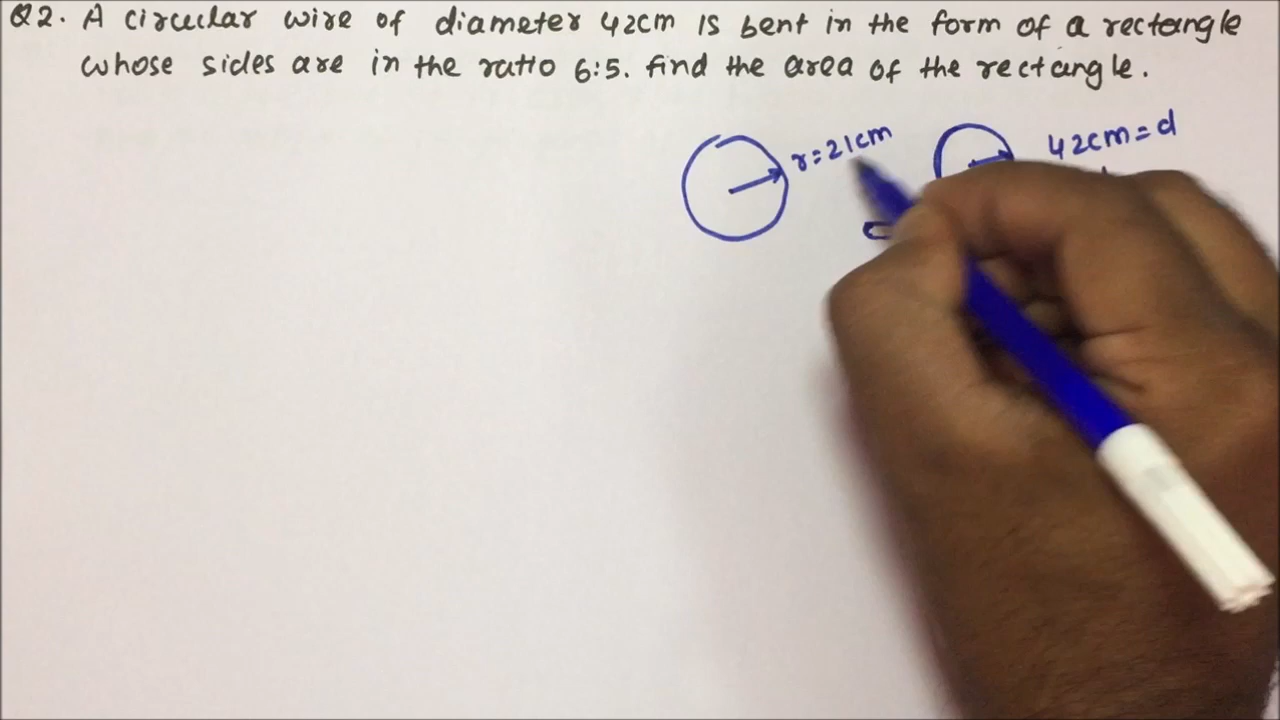 Q2. A circular wire of diameter 42cm is bent in the form of a rectangle
whose sides are in the ratio 6:5. find the area of the rectangle.
r=21cm
42cm=d